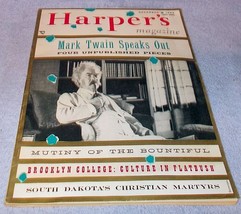 Harper's
magazine
Mark Twain Speaks Out
FOUR UNPUBLISHED PIECES
MUTINY OF THE BOUNTIFUL
BROOKLYN COLLEGE: CULTURE IN FLATBUSH
SOUTH DAKOTA'S CHRISTIAN MARTYRS